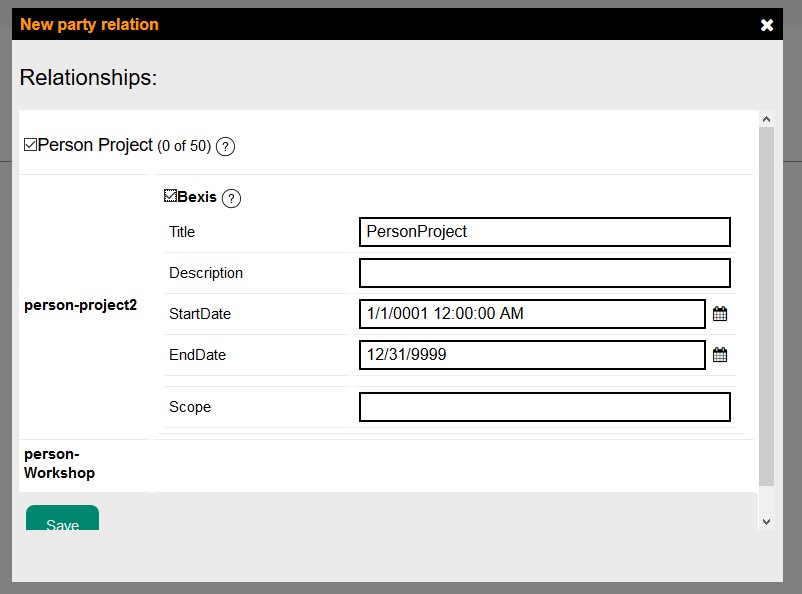 New party relation
Relationships:
Person Project (0 of 50) ?
Bexis ?
Title PersonProject
Description
person-project2
StartDate 1/1/0001 12:00:00 AM
EndDate 12/31/9999
Scope
person-
Workshop
Save